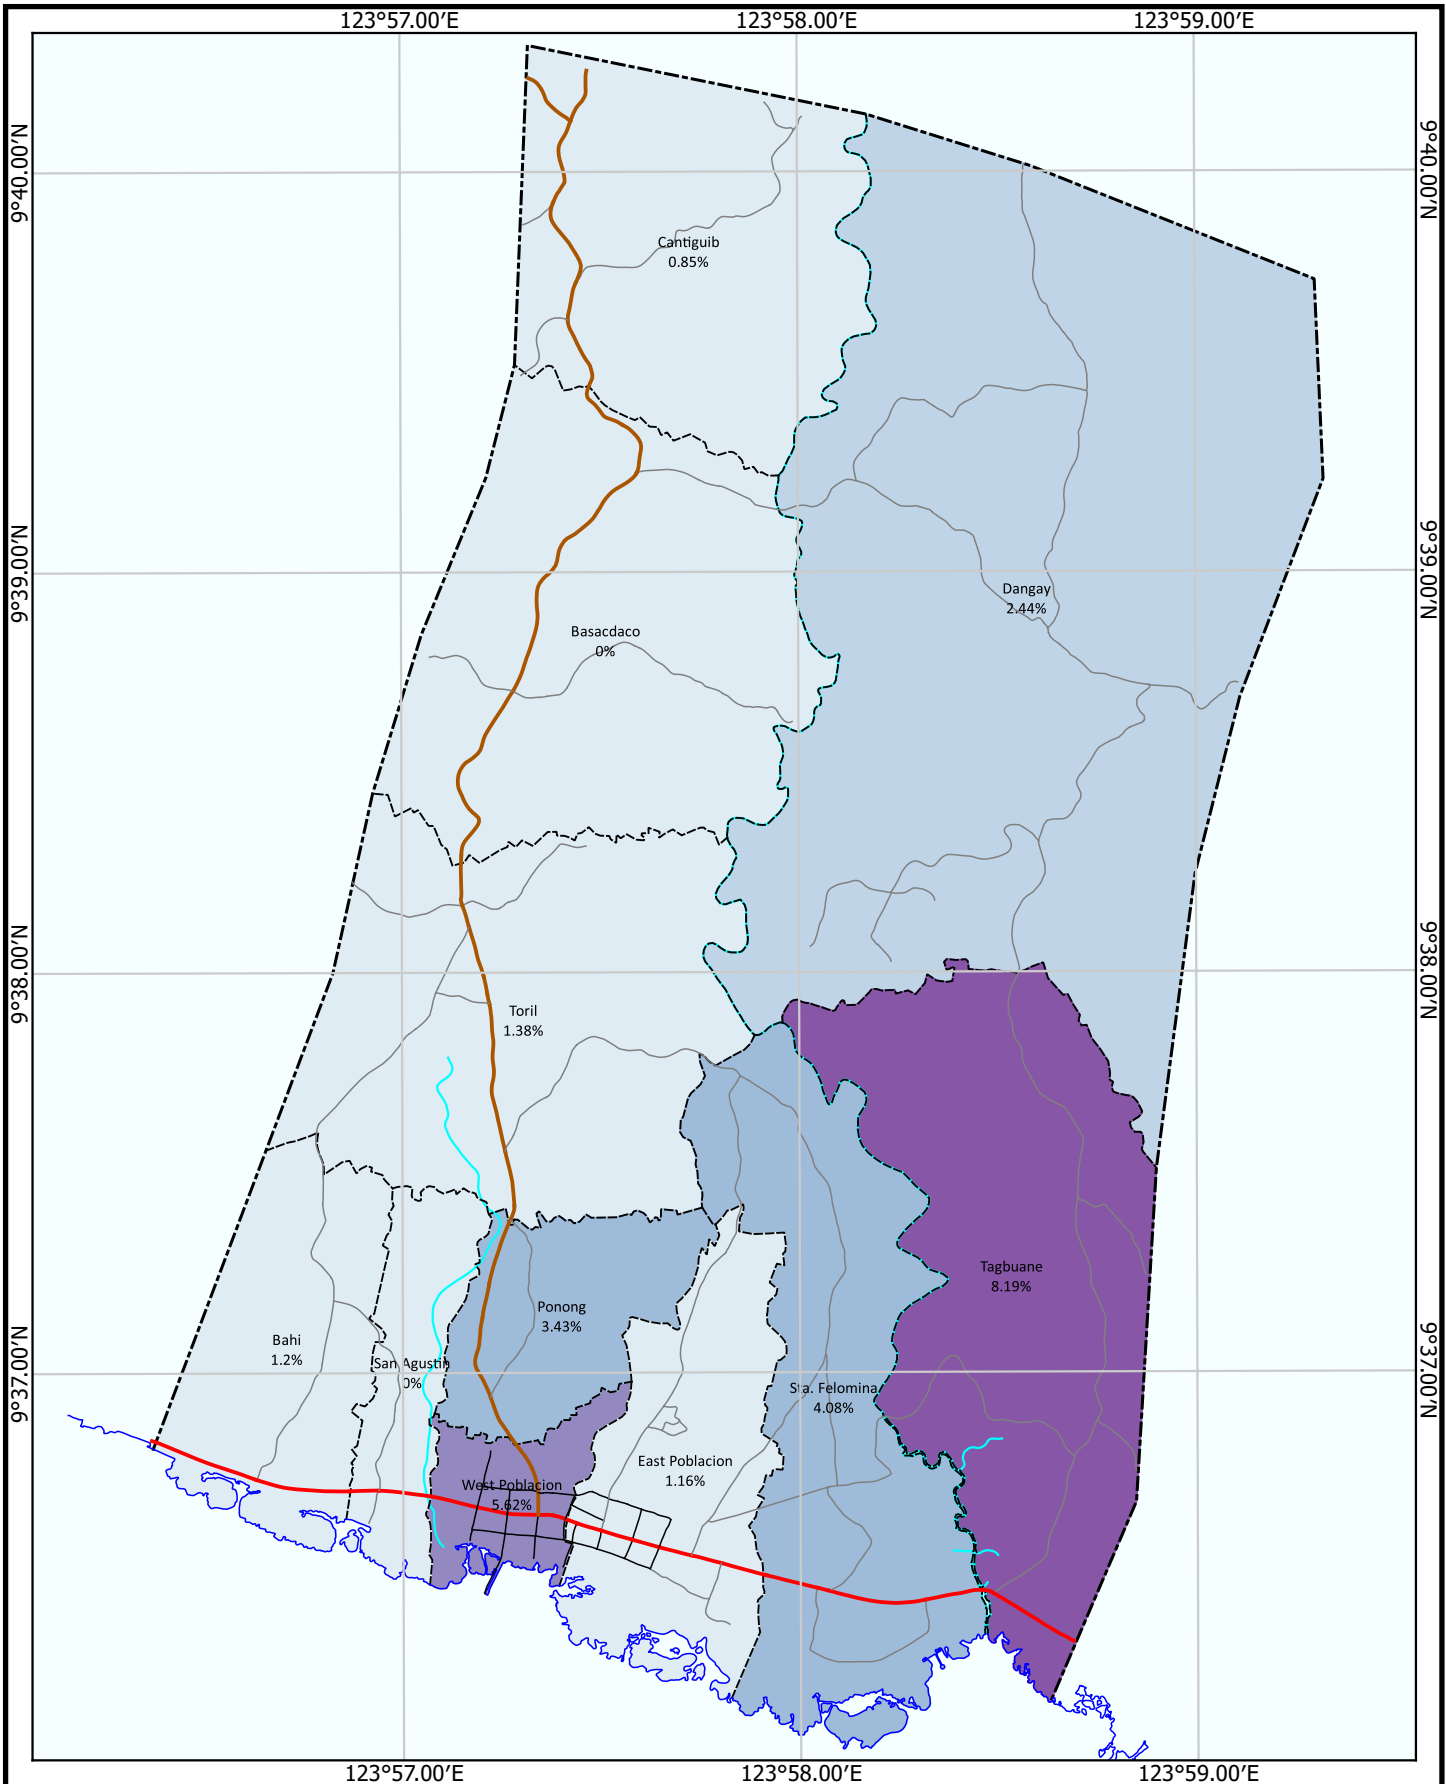 123°57.00′E 123°58.00′E 123°59.00′E
9°40.00′N
9°40.00′N
Cantiguib
0.85%
9°39.00′N
9°39.00′N
Dangay
2.44%
Basacdaco
0%
9°38.00′N
9°38.00′N
Toril
1.38%
Tagbuane
8.19%
Ponong
3.43%
Bahi
1.2%
San Agustin
0%
9°37.00′N
9°37.00′N
Sta. Felomina
4.08%
East Poblacion
1.16%
West Poblacion
5.62%
123°57.00′E 123°58.00′E 123°59.00′E